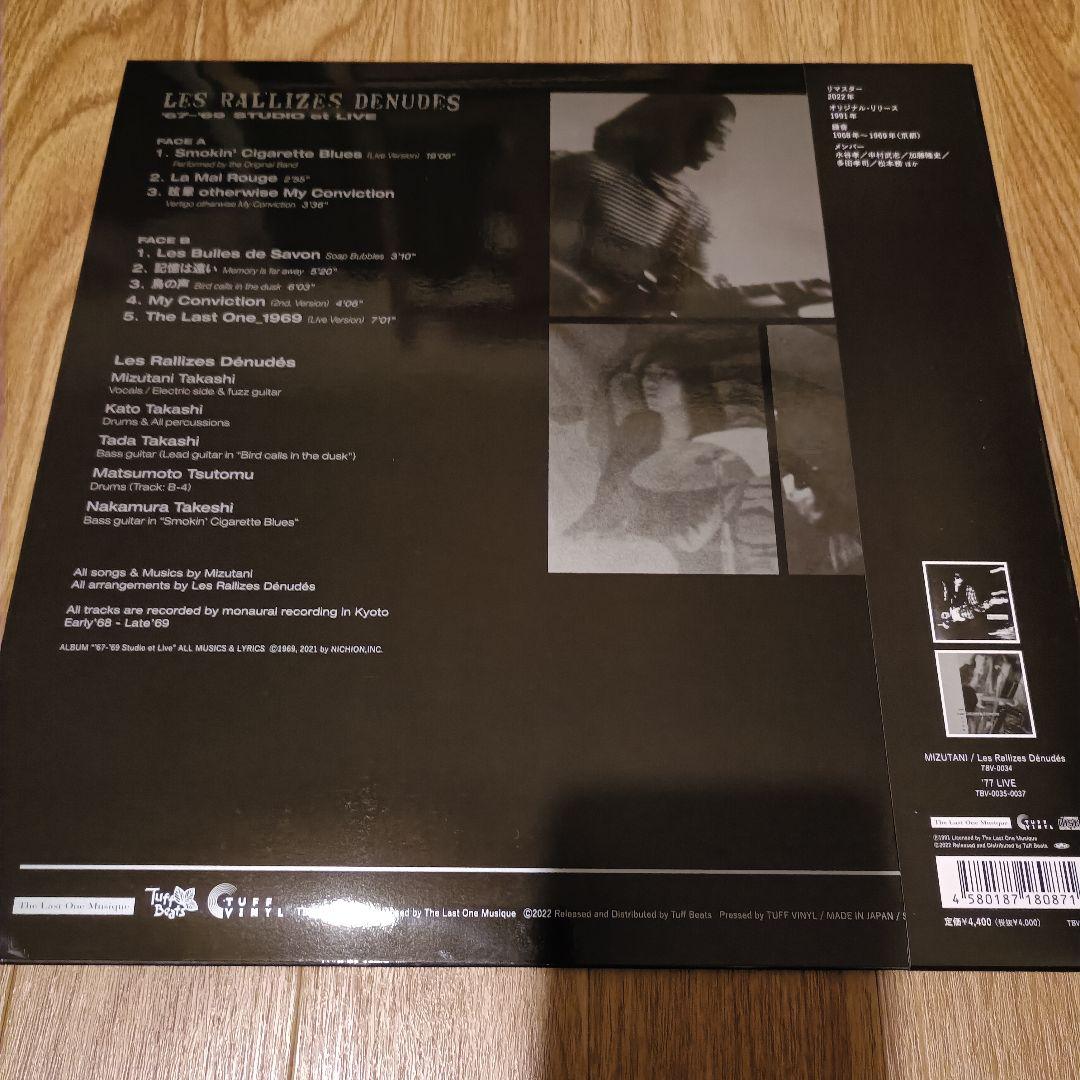 LES RALLIZES DENUDES
'67-'69 STUDIO et LIVE
FACE A
1. Smokin' Cigarette Blues (Live Version) 19'06"
Performed by the Original Band
2. La Mal Rouge 2'35"
3. 眩暈 otherwise My Conviction
Vertigo otherwise My Conviction 3'36"
FACE B
1. Les Bulles de Savon Soap Bubbles 3'10"
2. 記憶は遠い Memory is far away 5'20"
3. 鳥の声 Bird calls in the dusk 6'03"
4. My Conviction (2nd. Version) 4'06"
5. The Last One_1969 (Live Version) 7'01"
Les Rallizes Dénudés
Mizutani Takashi
Vocals / Electric side & fuzz guitar
Kato Takashi
Drums & All percussions
Tada Takashi
Bass guitar (Lead guitar in "Bird calls in the dusk")
Matsumoto Tsutomu
Drums (Track: B-4)
Nakamura Takeshi
Bass guitar in "Smokin' Cigarette Blues"
All songs & Musics by Mizutani
All arrangements by Les Rallizes Dénudés
All tracks are recorded by monaural recording in Kyoto
Early'68 - Late'69
ALBUM "'67-'69 Studio et Live" ALL MUSICS & LYRICS ©1969, 2021 by NICHION,INC.
The Last One Musique
Tuff Beats
TUFF VINYL
by The Last One Musique ©2022 Released and Distributed by Tuff Beats Pressed by TUFF VINYL / MADE IN JAPAN /
リマスター
2022年
オリジナル・リリース
1991年
録音
1968年〜1969年(京都)
メンバー
水谷孝／中村武志／加藤隆史／
多田孝司／松本務 ほか
MIZUTANI / Les Rallizes Dénudés
TBV-0034
'77 LIVE
TBV-0035-0037
The Last One Musique
TUFF VINYL
℗1991 Licensed by The Last One Musique
©2022 Released and Distributed by Tuff Beats
4 580187 180871
定価¥4,400 (税抜¥4,000)
TBV